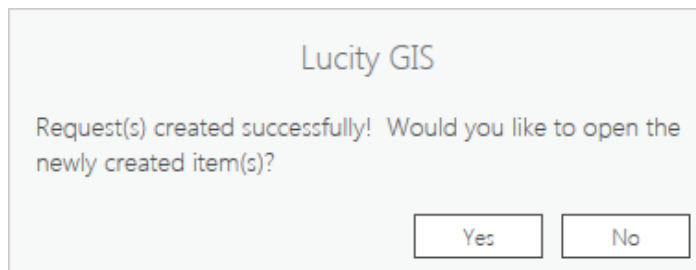 Lucity GIS
Request(s) created successfully!  Would you like to open the
newly created item(s)?
Yes
No